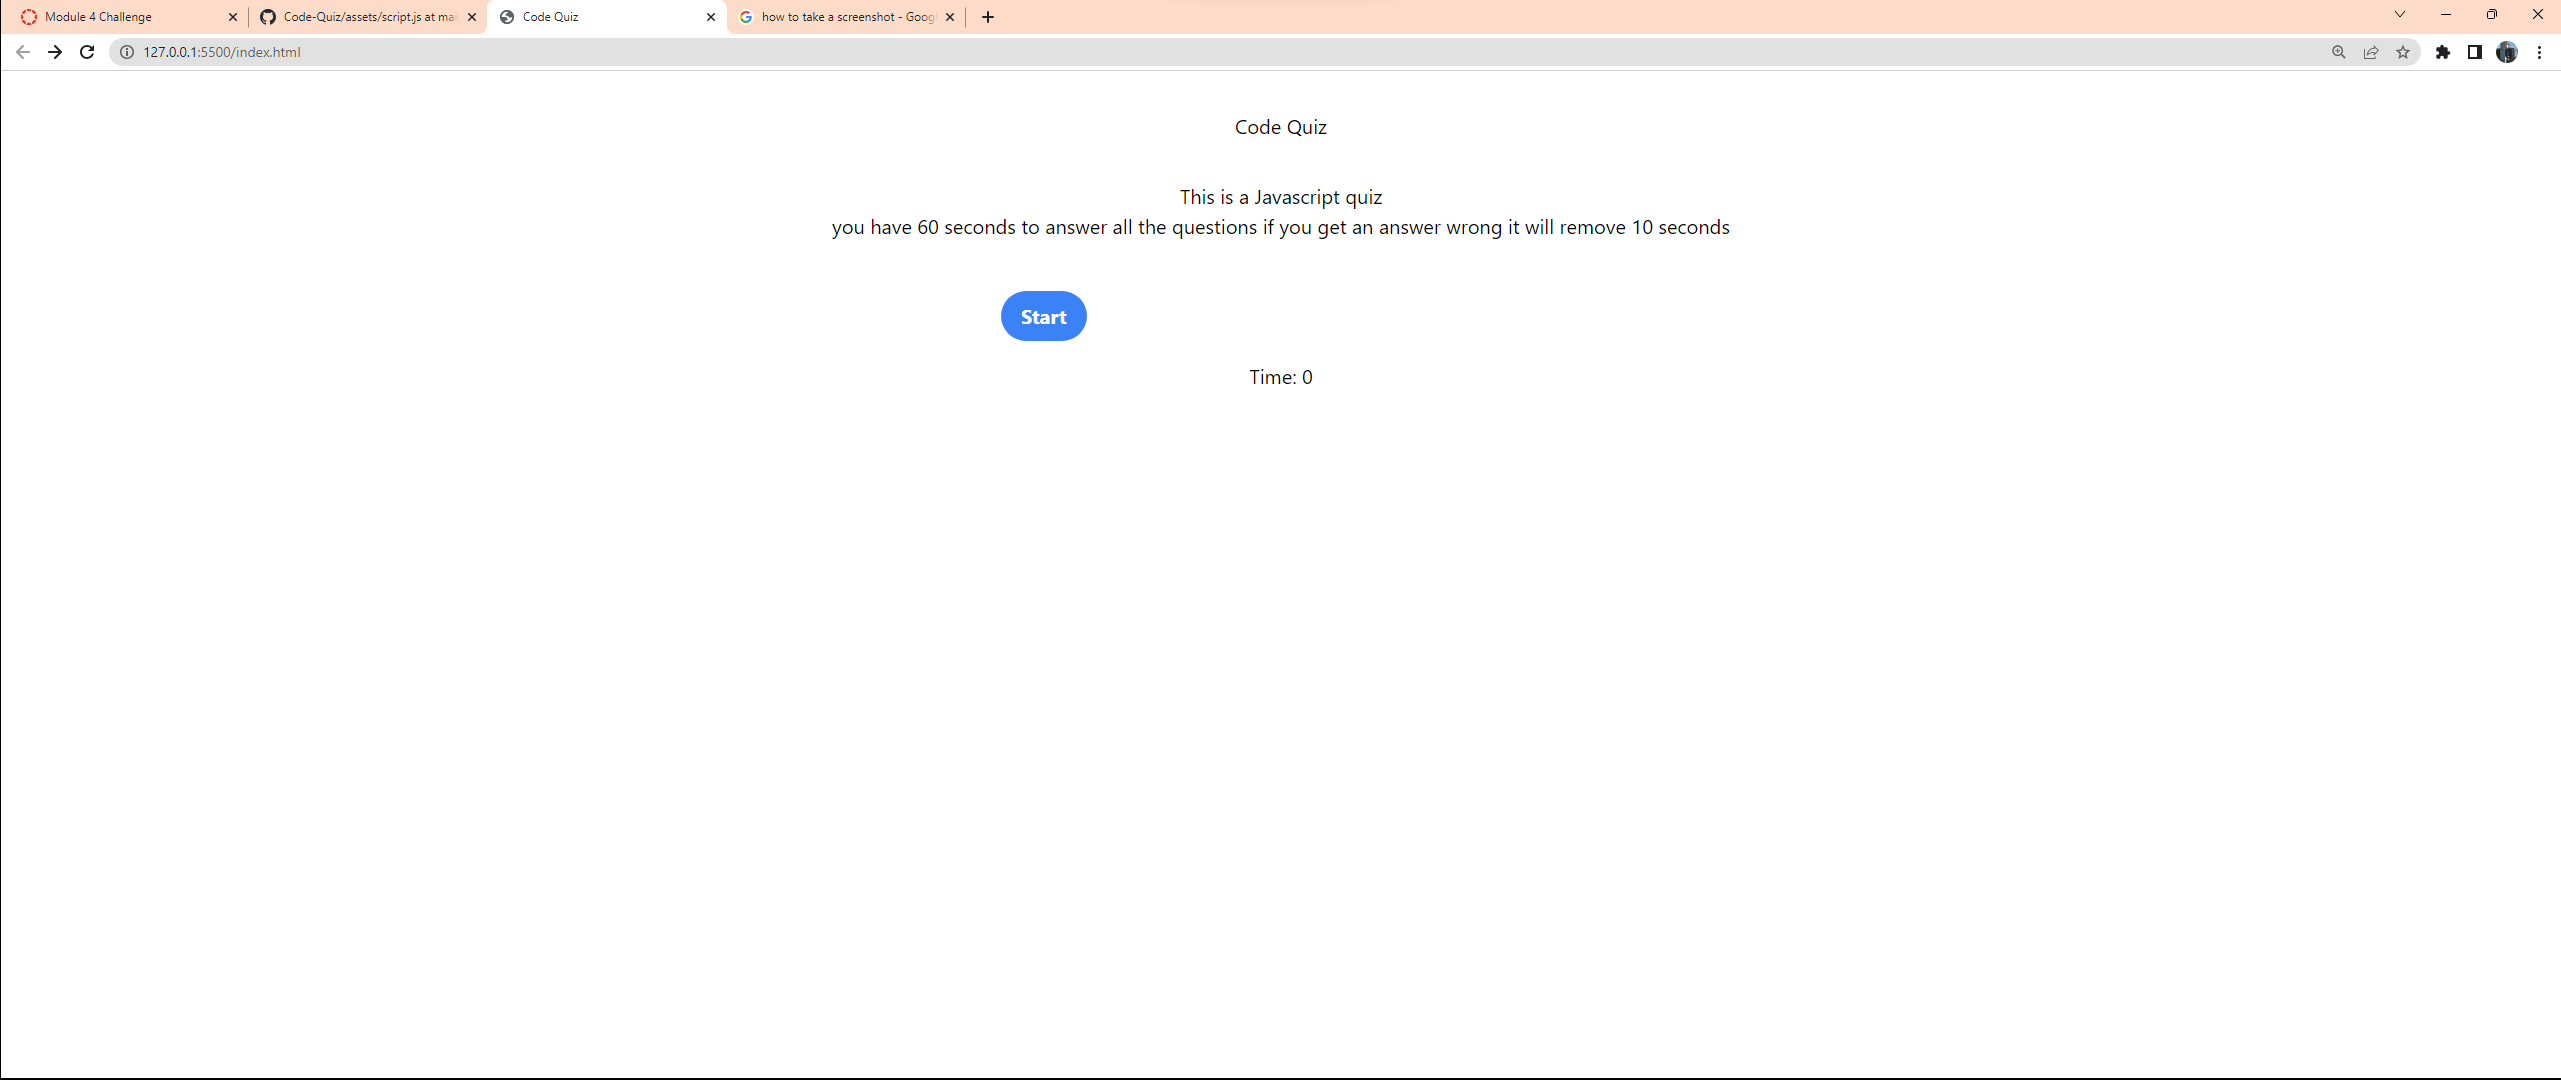 Module 4 Challenge
Code-Quiz/assets/script.js at mai
Code Quiz
how to take a screenshot - Goog
127.0.0.1:5500/index.html
Code Quiz
This is a Javascript quiz
you have 60 seconds to answer all the questions if you get an answer wrong it will remove 10 seconds
Start
Time: 0